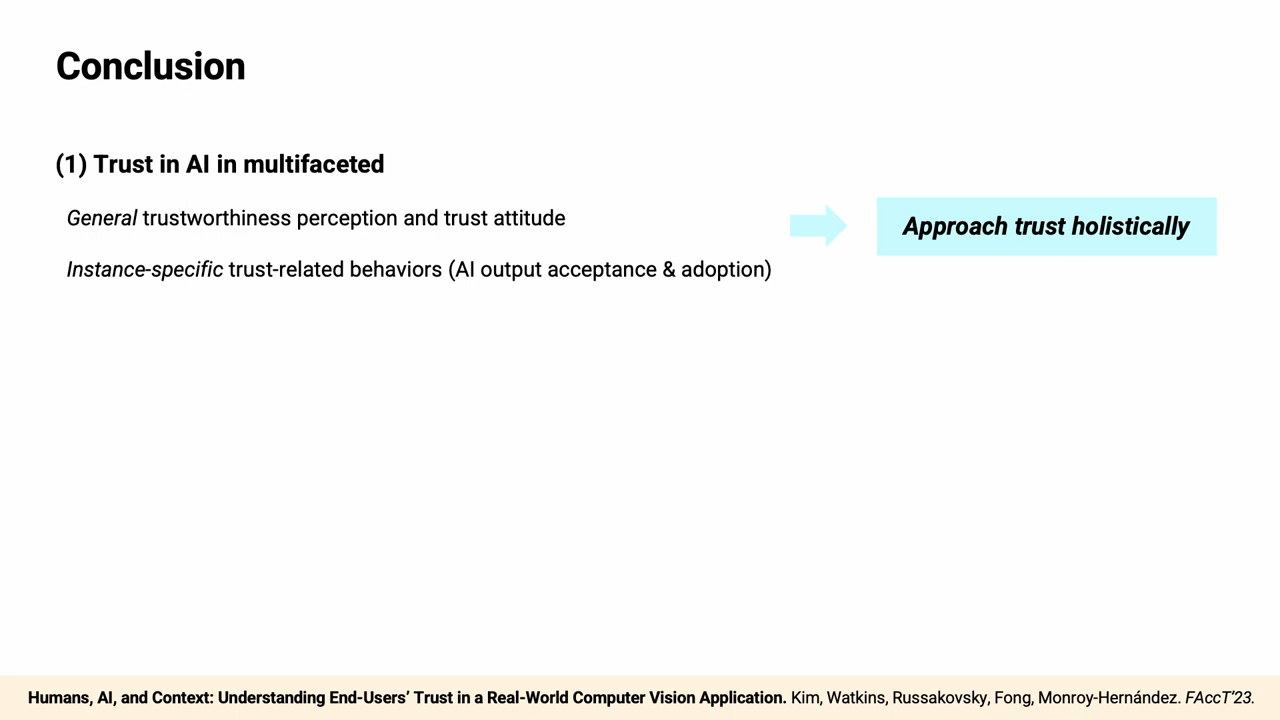 Conclusion
(1) Trust in AI in multifaceted
General trustworthiness perception and trust attitude
Instance-specific trust-related behaviors (AI output acceptance & adoption)
Approach trust holistically
Humans, AI, and Context: Understanding End-Users’ Trust in a Real-World Computer Vision Application. Kim, Watkins, Russakovsky, Fong, Monroy-Hernández. FAccT’23.